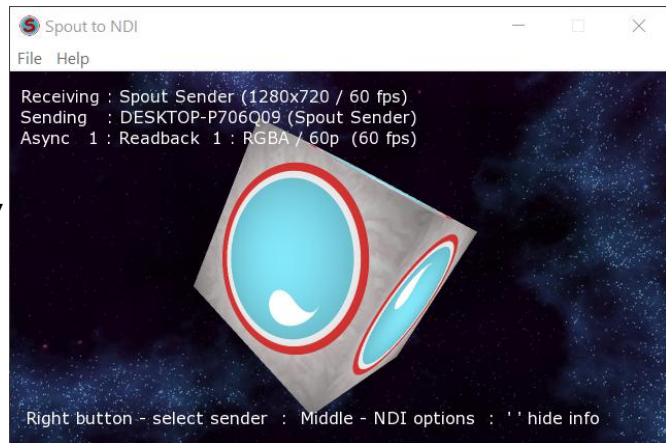 Spout to NDI
File Help
Receiving : Spout Sender (1280x720 / 60 fps)
Sending : DESKTOP-P706Q09 (Spout Sender)
Async 1 : Readback 1 : RGBA / 60p (60 fps)
Right button - select sender : Middle - NDI options : ' ' hide info